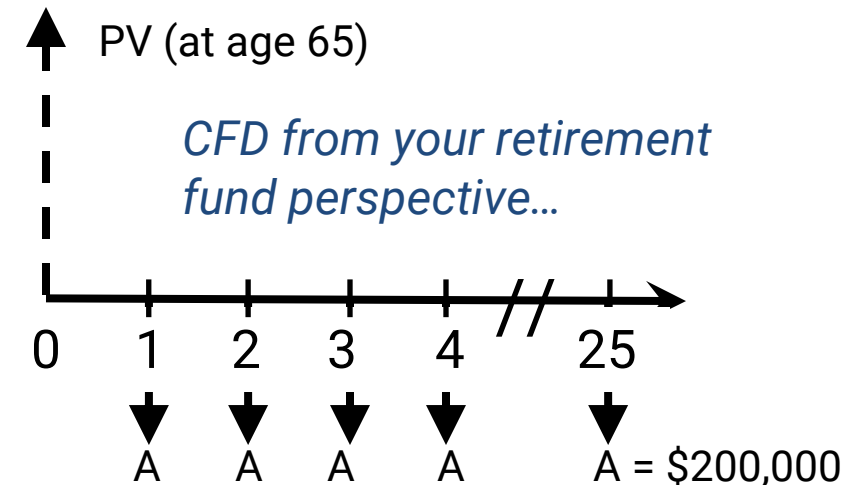 PV (at age 65)
CFD from your retirement
fund perspective…
0 1 2 3 4 // 25
A A A A A = $200,000